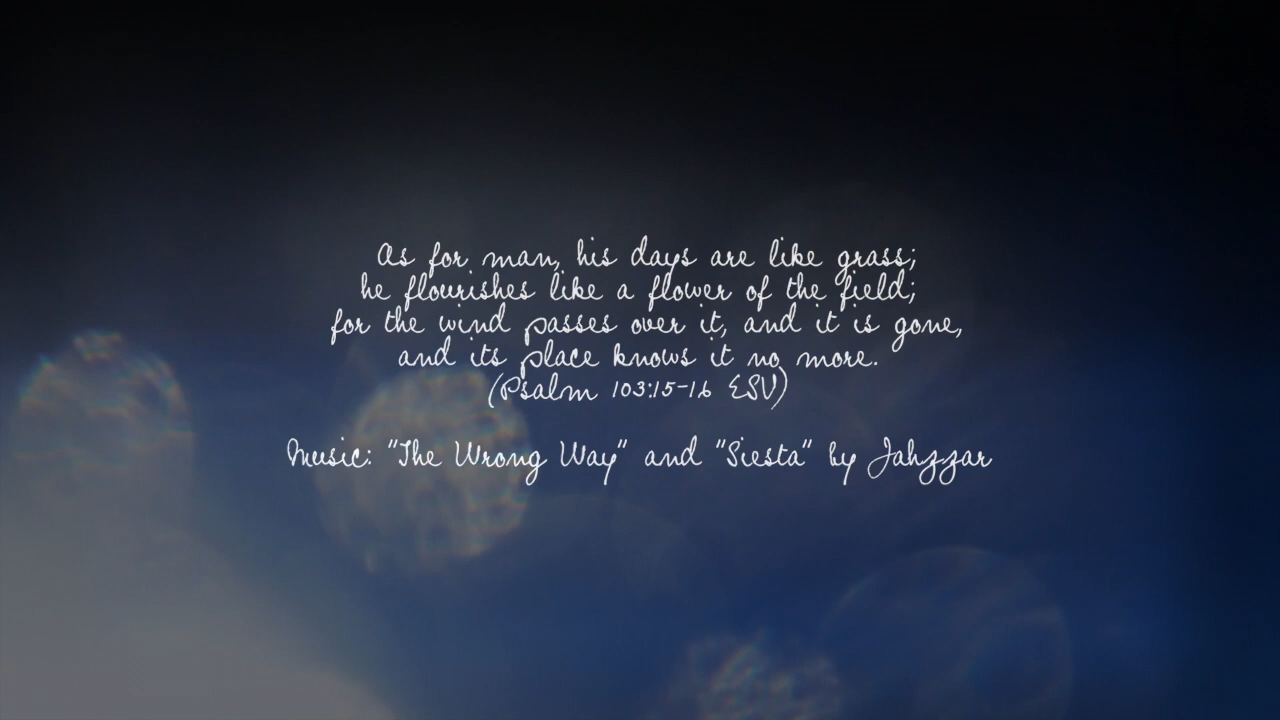 As for man, his days are like grass;
he flourishes like a flower of the field;
for the wind passes over it, and it is gone,
and its place knows it no more.
(Psalm 103:15-16 ESV)
Music: "The Wrong Way" and "Siesta" by Jahzzar